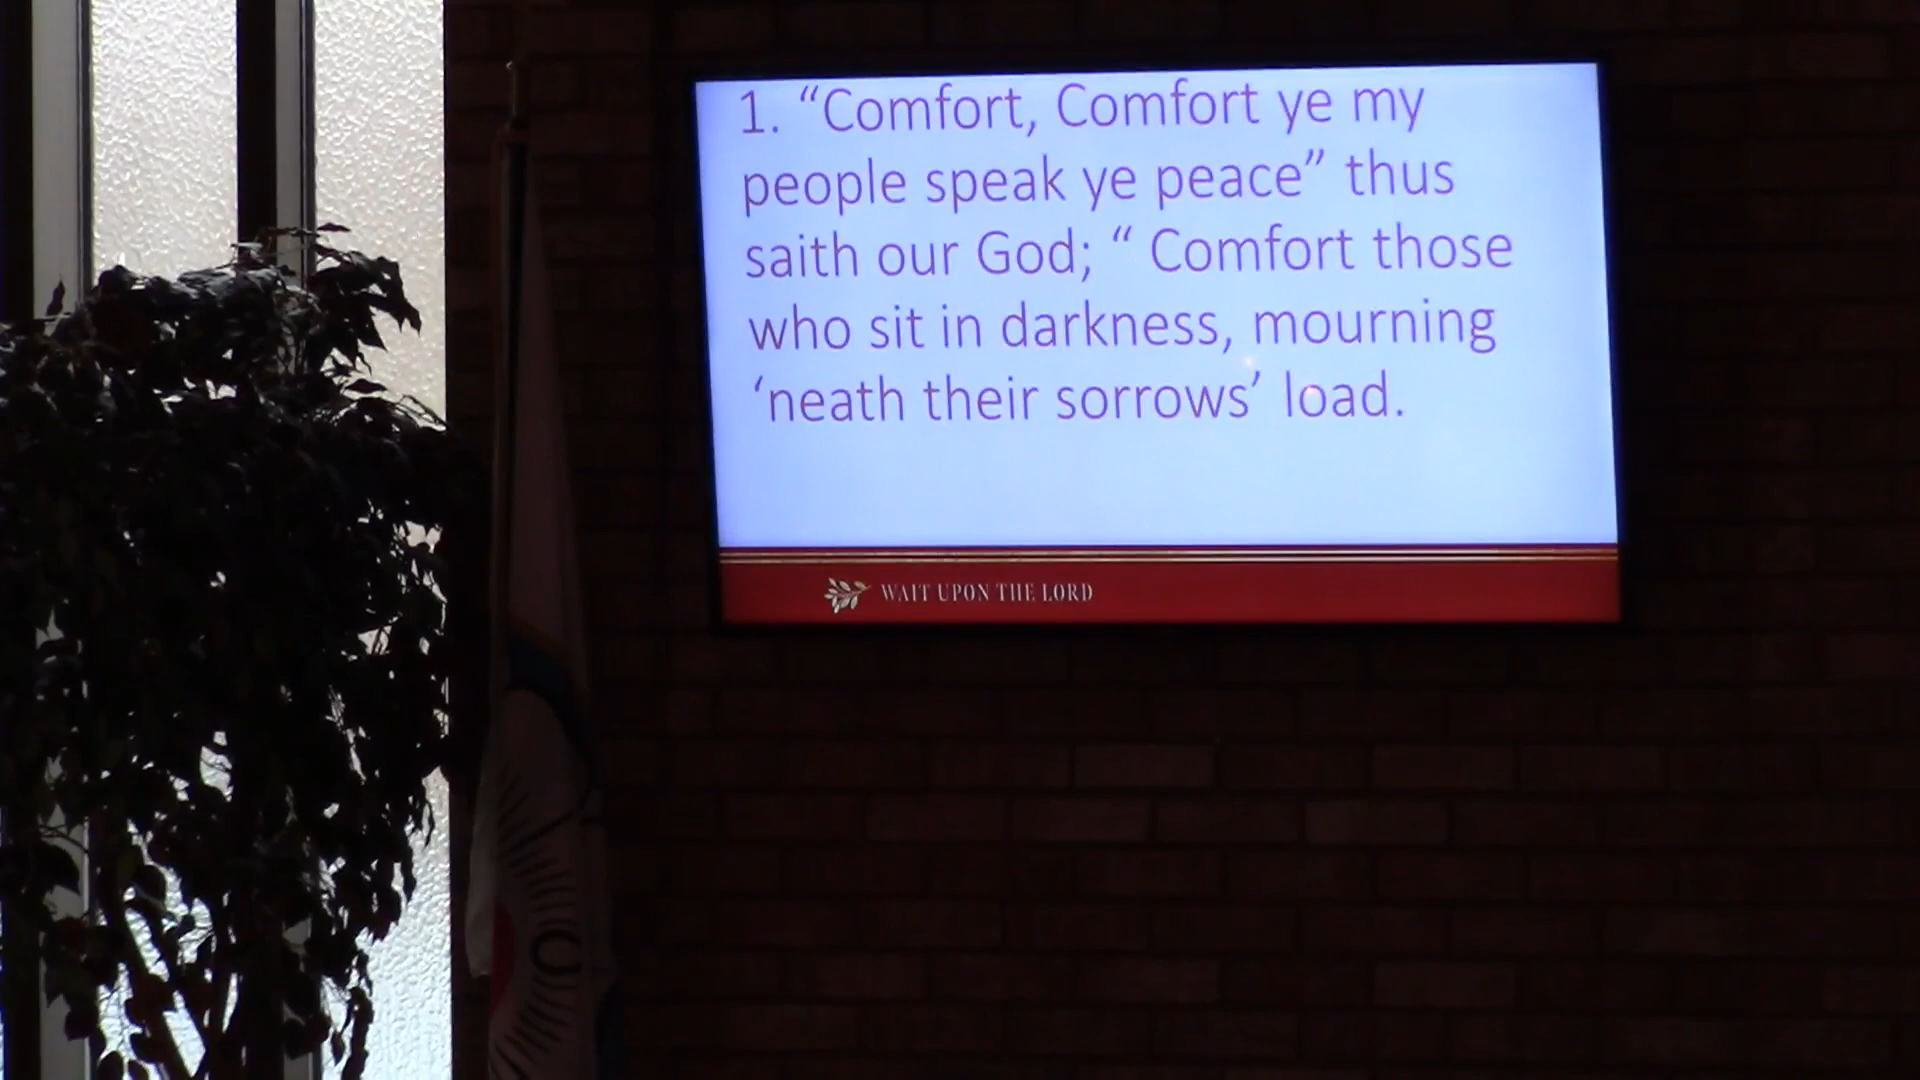 1. “Comfort, Comfort ye my
people speak ye peace” thus
saith our God; “ Comfort those
who sit in darkness, mourning
‘neath their sorrows’ load.
WAIT UPON THE LORD